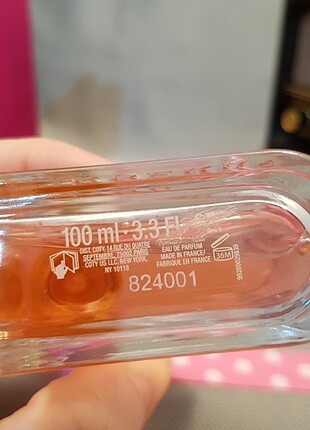 100 ml · 3.3 Fl
DIST. COTY, 14 RUE DU QUATRE
SEPTEMBRE, 75002 PARIS
COTY US LLC, NEW YORK,
NY 10118
EAU DE PARFUM
MADE IN FRANCE/
FABRIQUÉ EN FRANCE
36M
824001